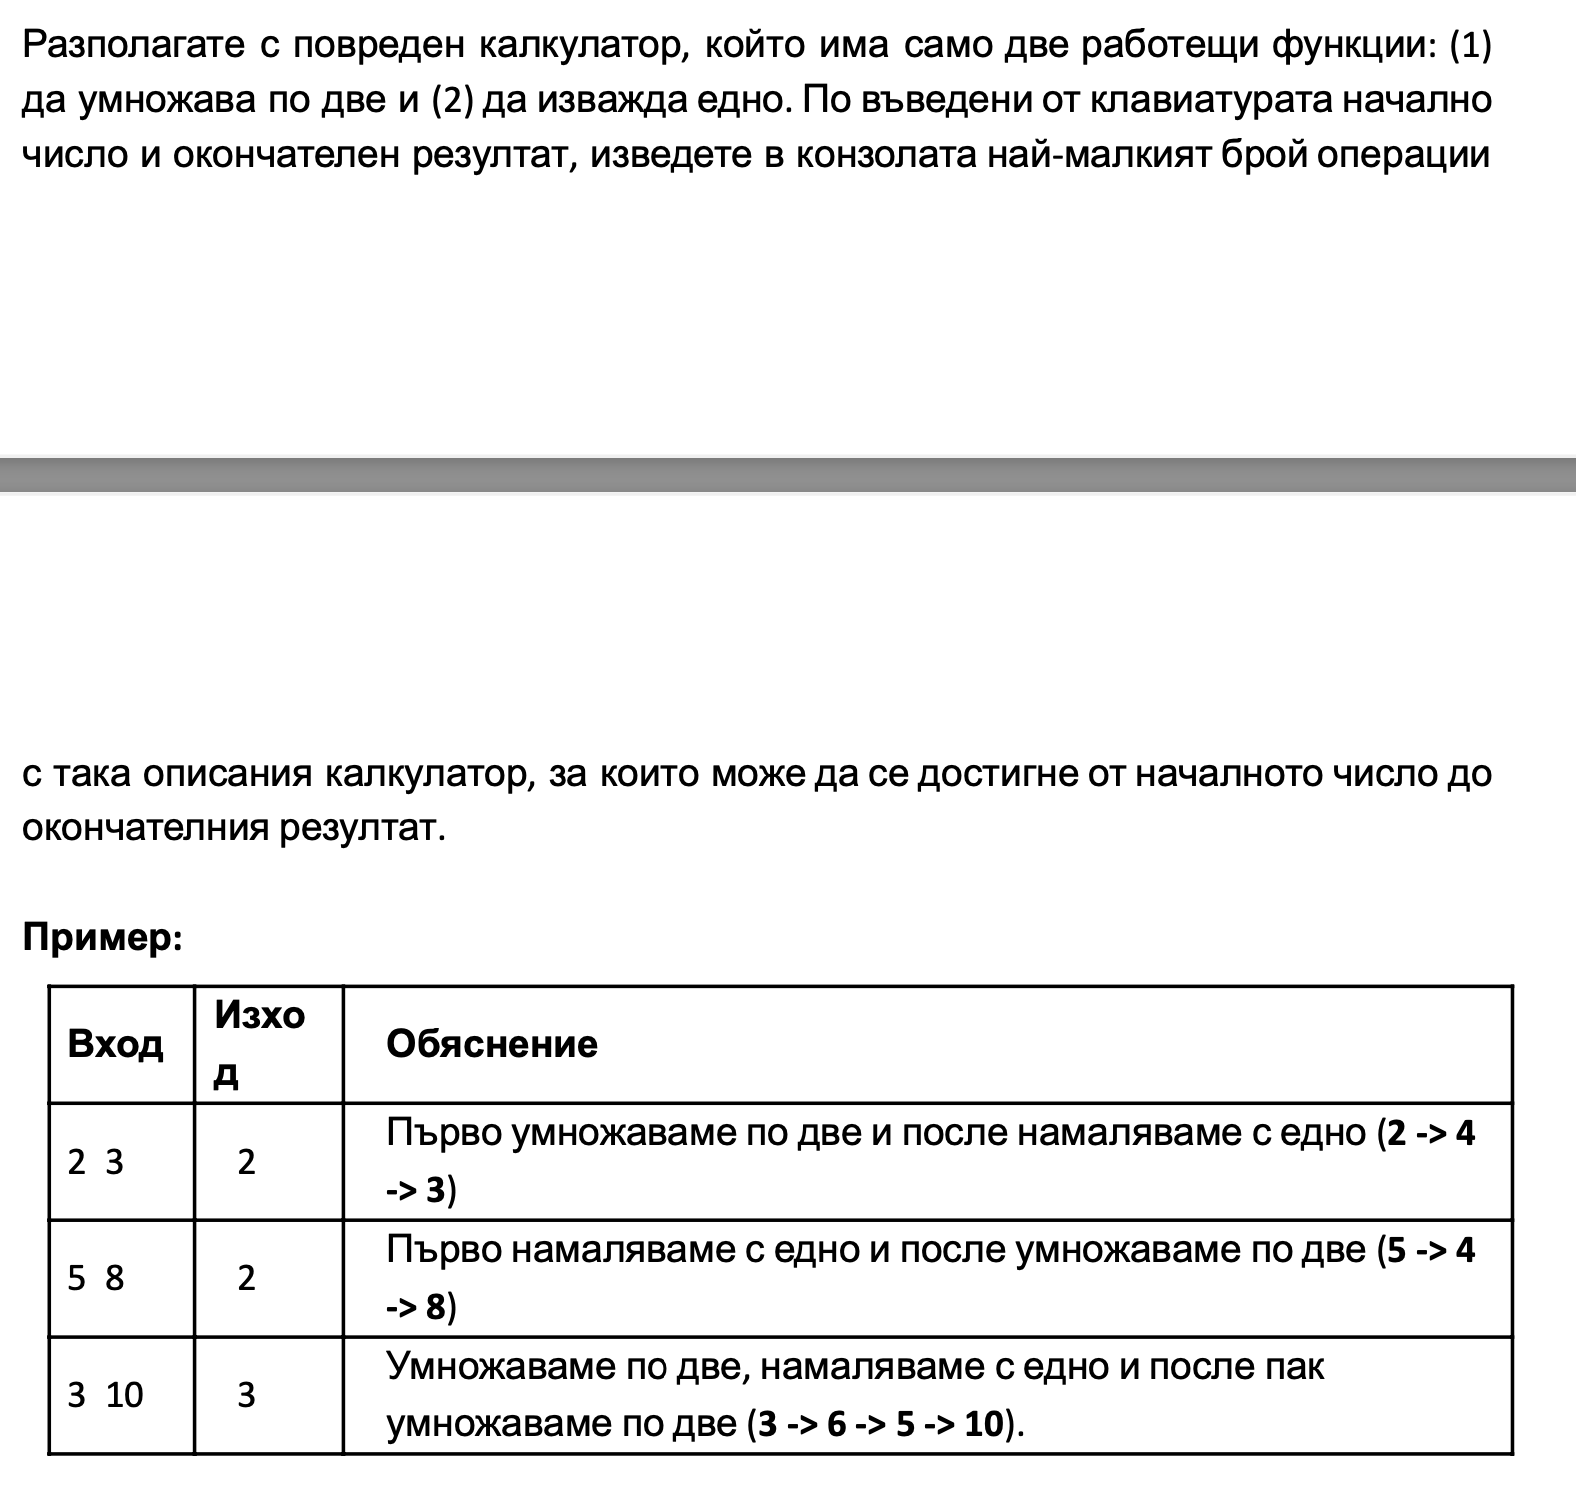 Разполагате с повреден калкулатор, който има само две работещи функции: (1)
да умножава по две и (2) да изважда едно. По въведени от клавиатурата начално
число и окончателен резултат, изведете в конзолата най-малкият брой операции
с така описания калкулатор, за които може да се достигне от началното число до
окончателния резултат.
Пример:
Вход
Изхо
д
Обяснение
2 3
2
Първо умножаваме по две и после намаляваме с едно (2 -> 4
-> 3)
5 8
2
Първо намаляваме с едно и после умножаваме по две (5 -> 4
-> 8)
3 10
3
Умножаваме по две, намаляваме с едно и после пак
умножаваме по две (3 -> 6 -> 5 -> 10).